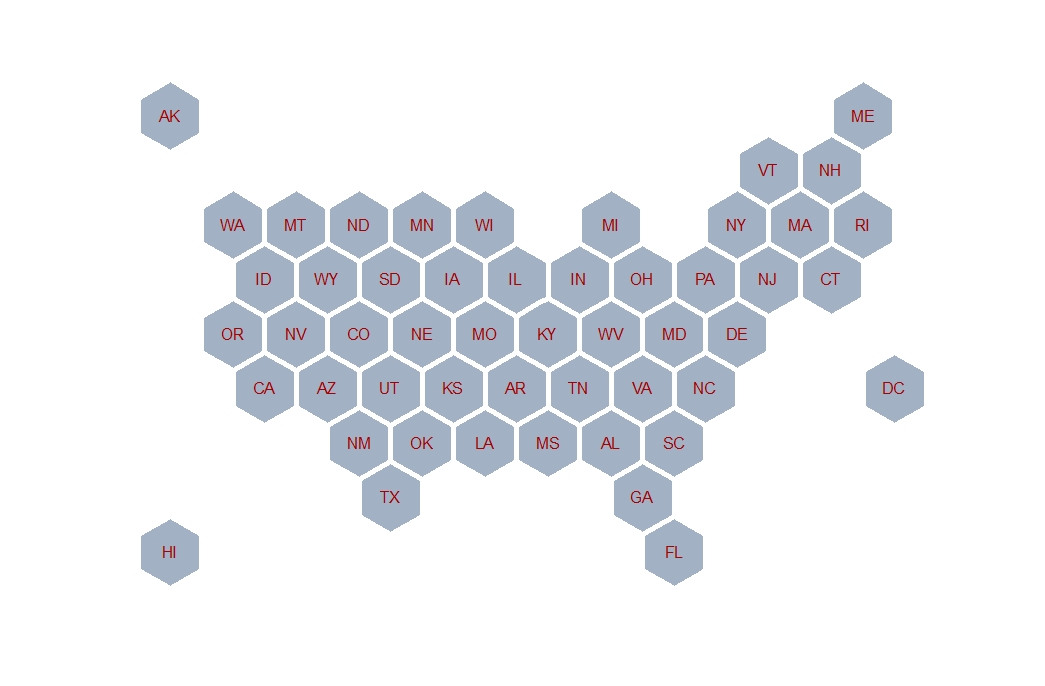 AK ME
VT NH
WA MT ND MN WI MI NY MA RI
ID WY SD IA IL IN OH PA NJ CT
OR NV CO NE MO KY WV MD DE
CA AZ UT KS AR TN VA NC DC
NM OK LA MS AL SC
TX GA
HI FL